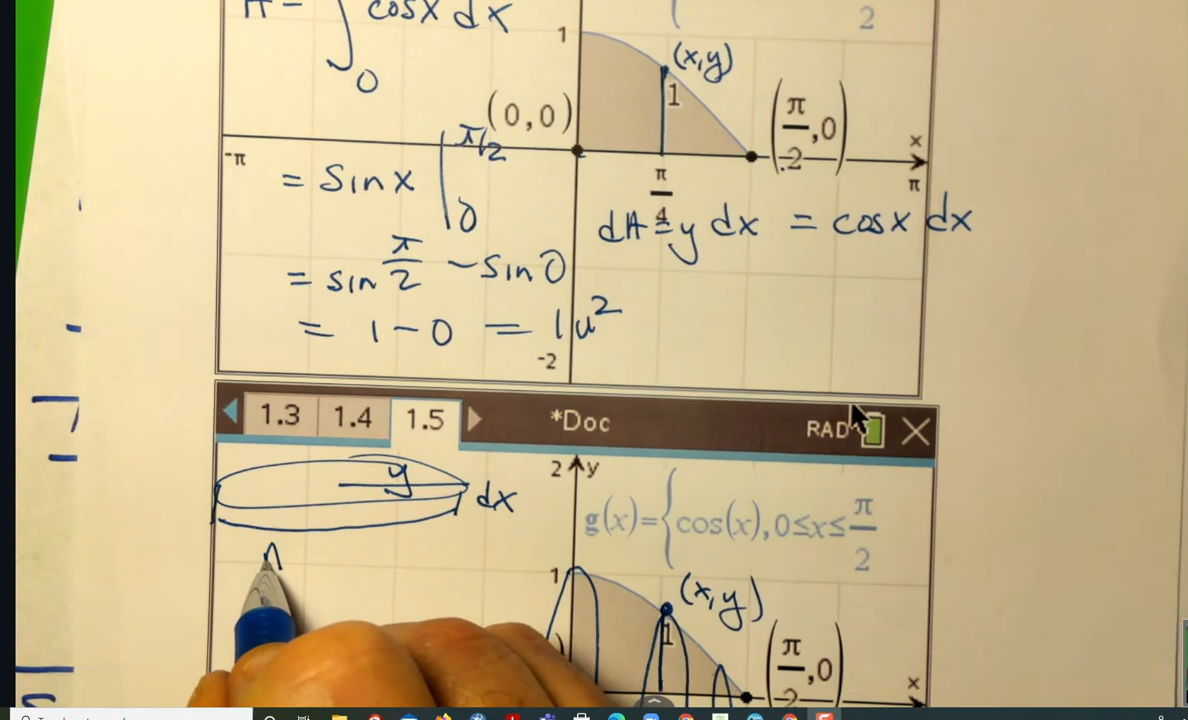 cos x dx
0
1
2
(x,y)
1
(0,0)
(π/2,0)
x
-π
π
π/4
= sin x |
π/2
0
dA = y dx = cos x dx
= sin π/2 - sin 0
= 1 - 0 = 1u²
-2
1.3 1.4 1.5 *Doc RAD
2 y
y dx
g(x)={cos(x),0≤x≤π/2
1
(x,y)
1
(π/2,0)
x